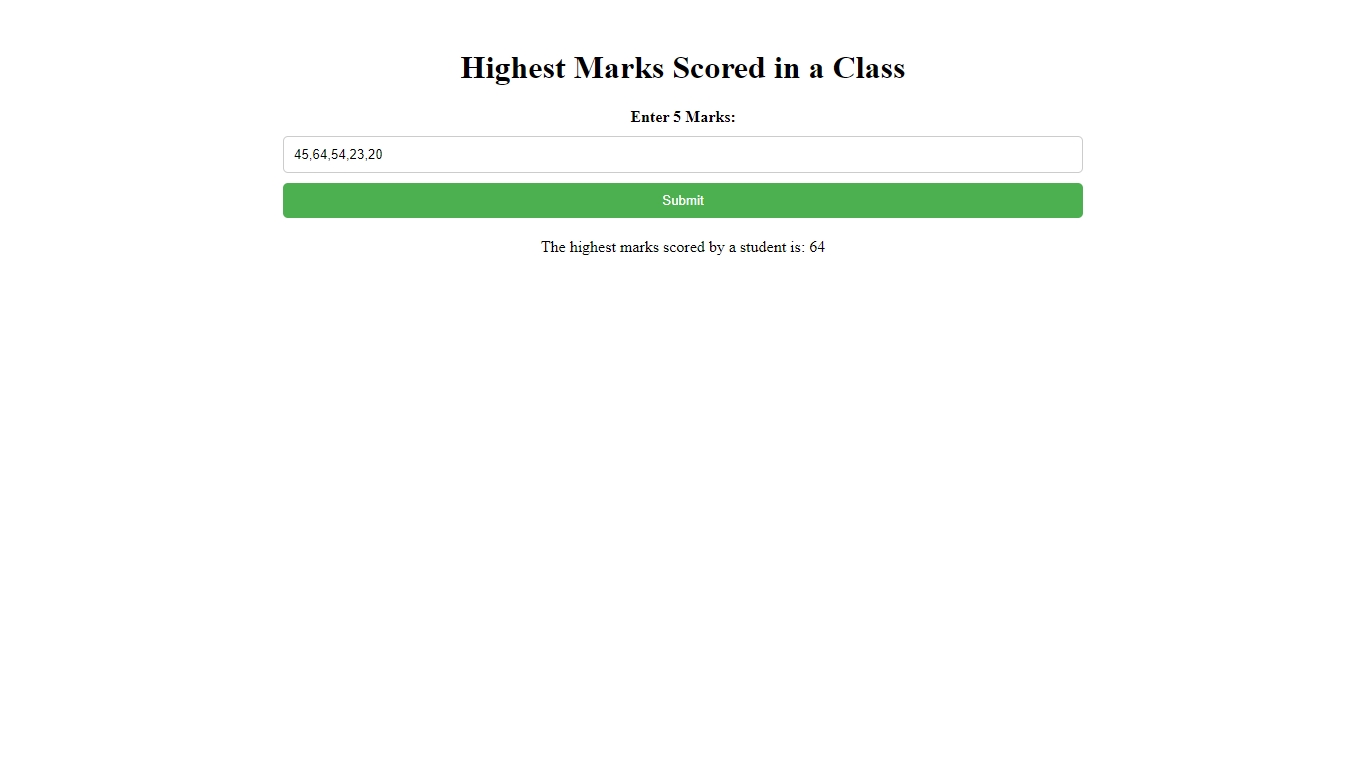 Highest Marks Scored in a Class
Enter 5 Marks:
45,64,54,23,20
Submit
The highest marks scored by a student is: 64